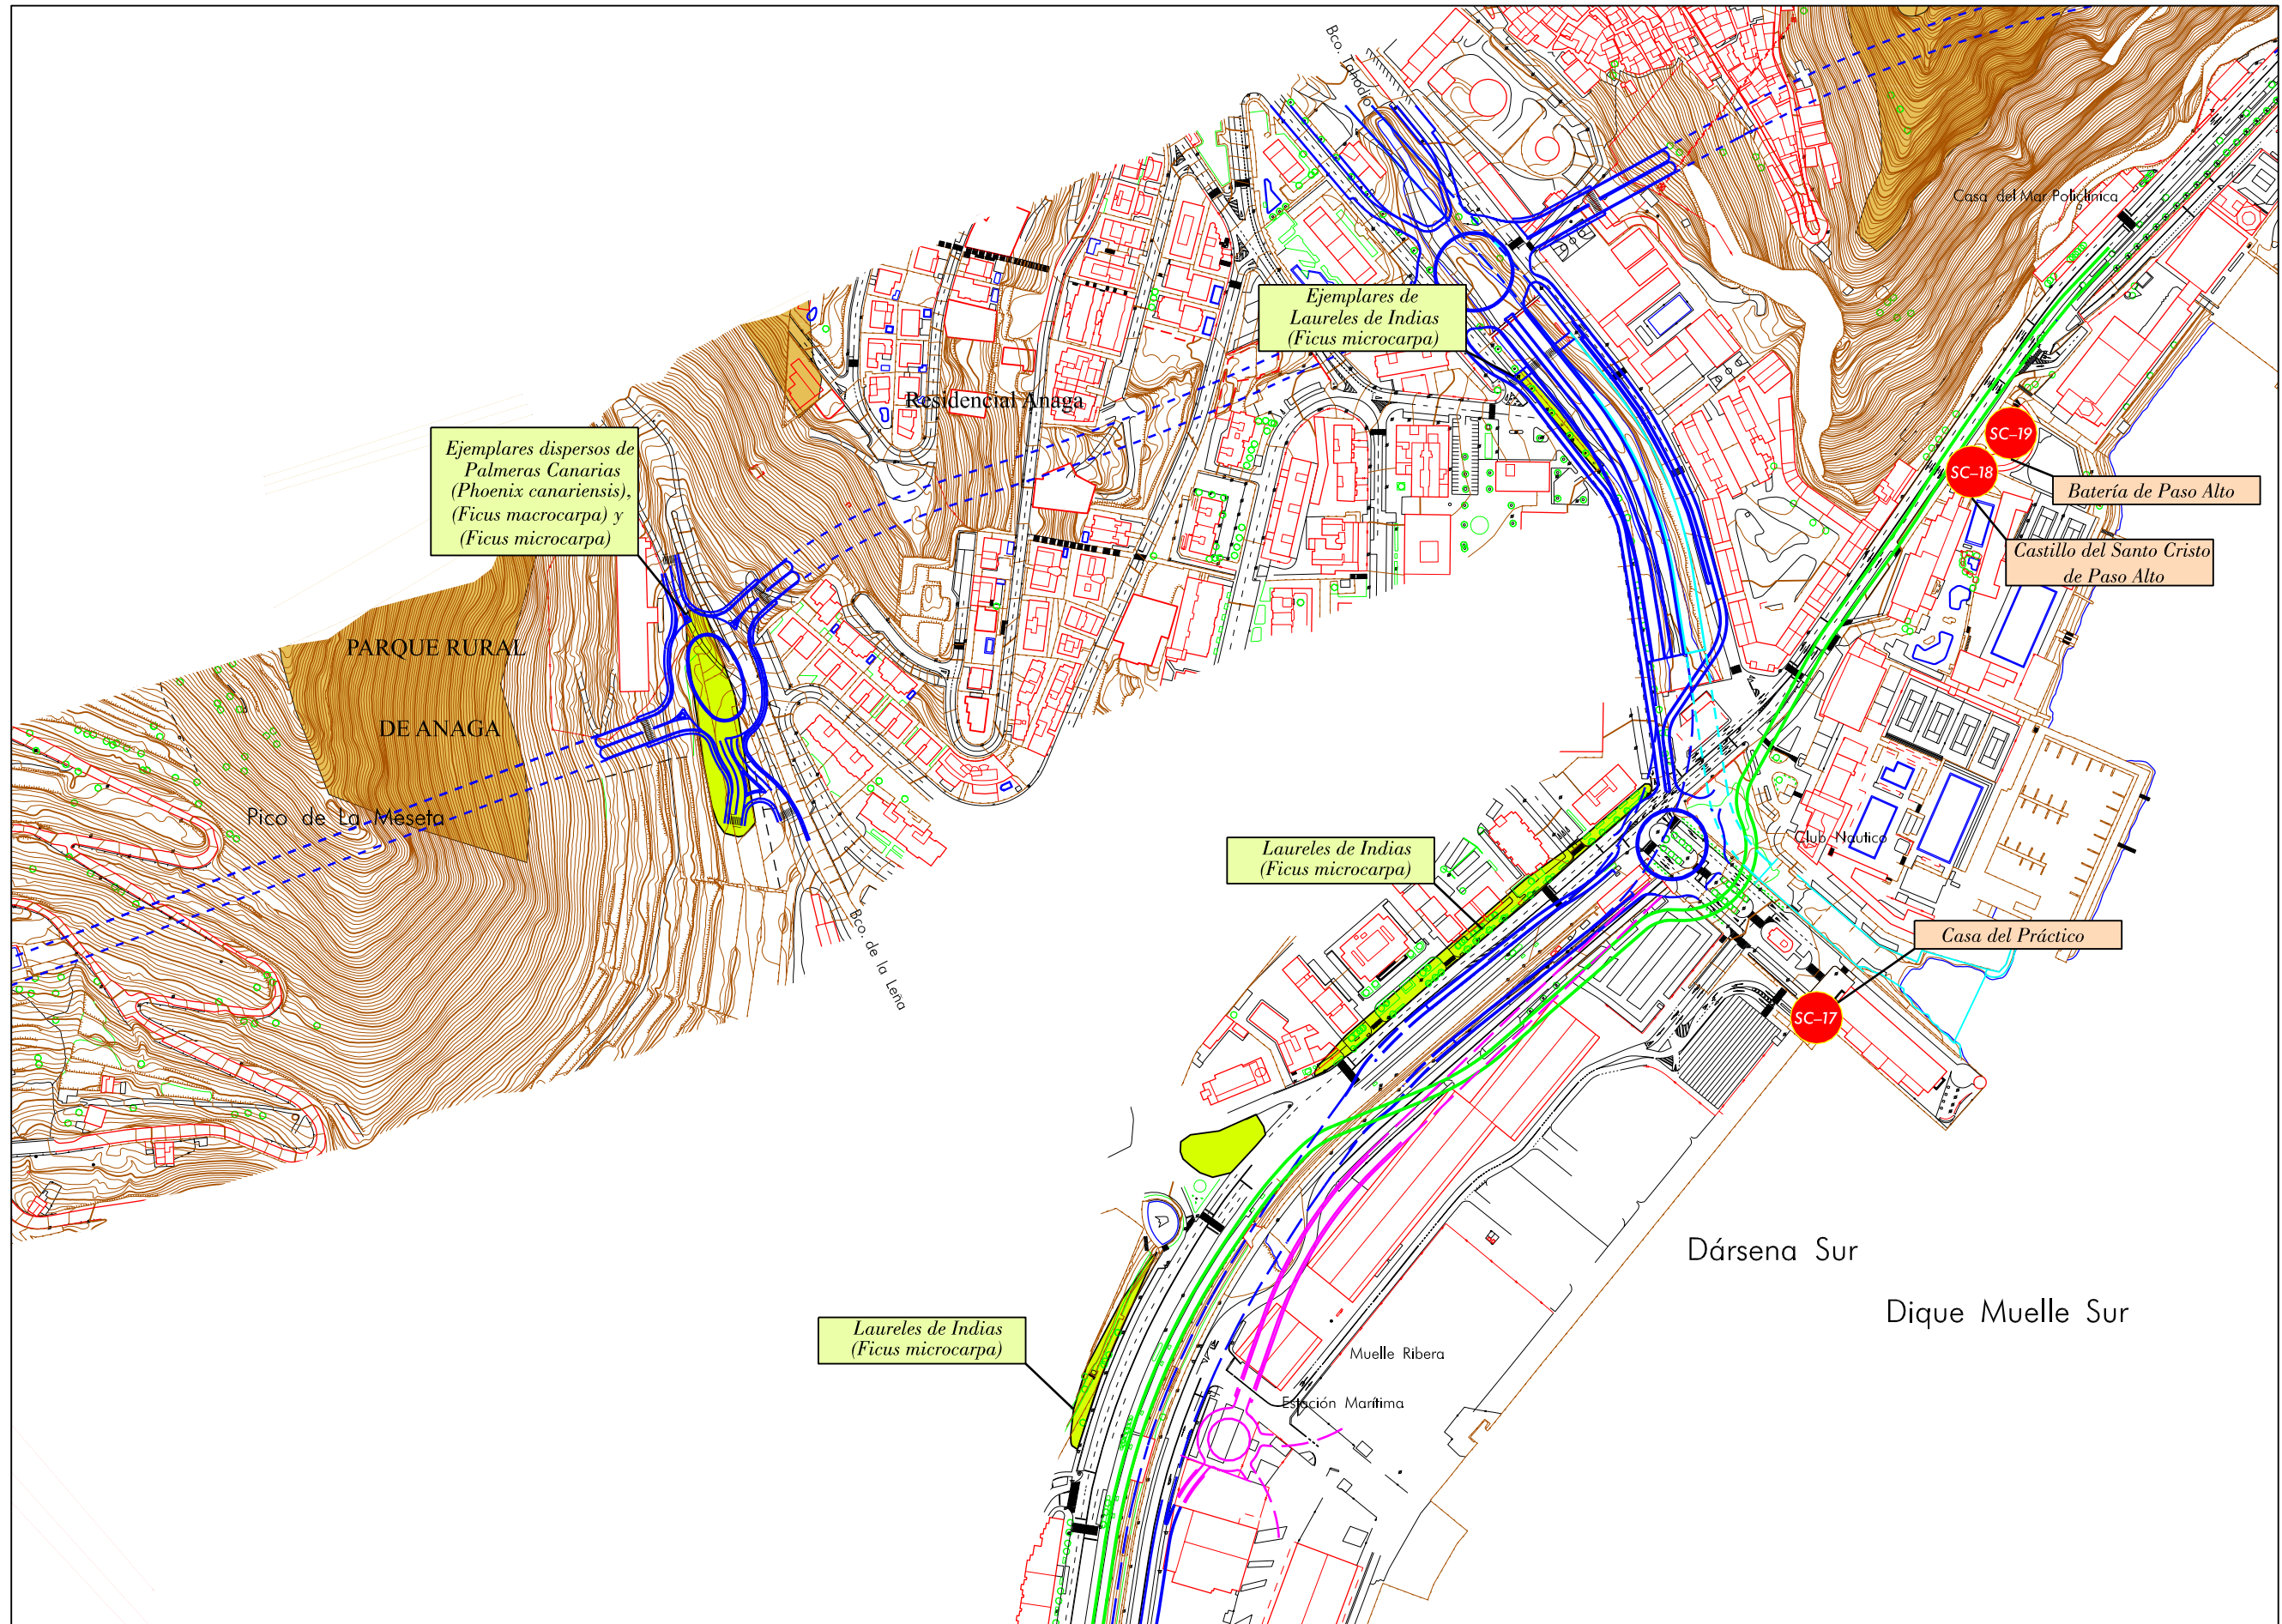 Bco. Tahodio
Casa del Mar Policlínica
Ejemplares de
Laureles de Indias
(Ficus microcarpa)
Residencial Anaga
Ejemplares dispersos de
Palmeras Canarias
(Phoenix canariensis),
(Ficus macrocarpa) y
(Ficus microcarpa)
SC-19
SC-18
Batería de Paso Alto
Castillo del Santo Cristo
de Paso Alto
PARQUE RURAL
DE ANAGA
Pico de La Meseta
Club Naútico
Laureles de Indias
(Ficus microcarpa)
Bco. de la Leña
Casa del Práctico
SC-17
Dársena Sur
Dique Muelle Sur
Laureles de Indias
(Ficus microcarpa)
Muelle Ribera
Estación Marítima